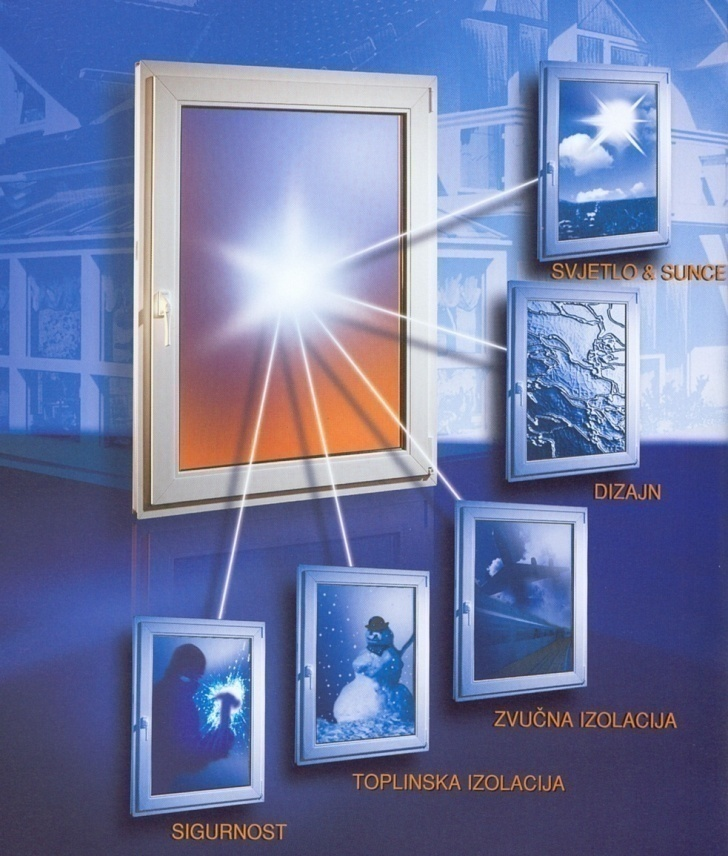 SVJETLO & SUNCE
DIZAJN
ZVUČNA IZOLACIJA
TOPLINSKA IZOLACIJA
SIGURNOST